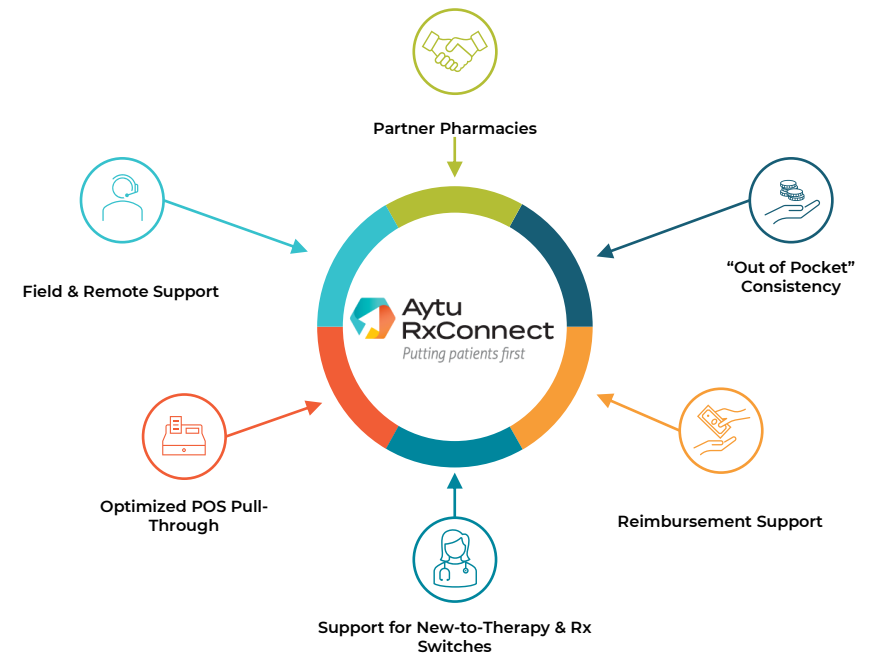 Partner Pharmacies
“Out of Pocket”
Consistency
Field & Remote Support
Aytu
RxConnect
Putting patients first
Optimized POS Pull-
Through
Reimbursement Support
Support for New-to-Therapy & Rx
Switches